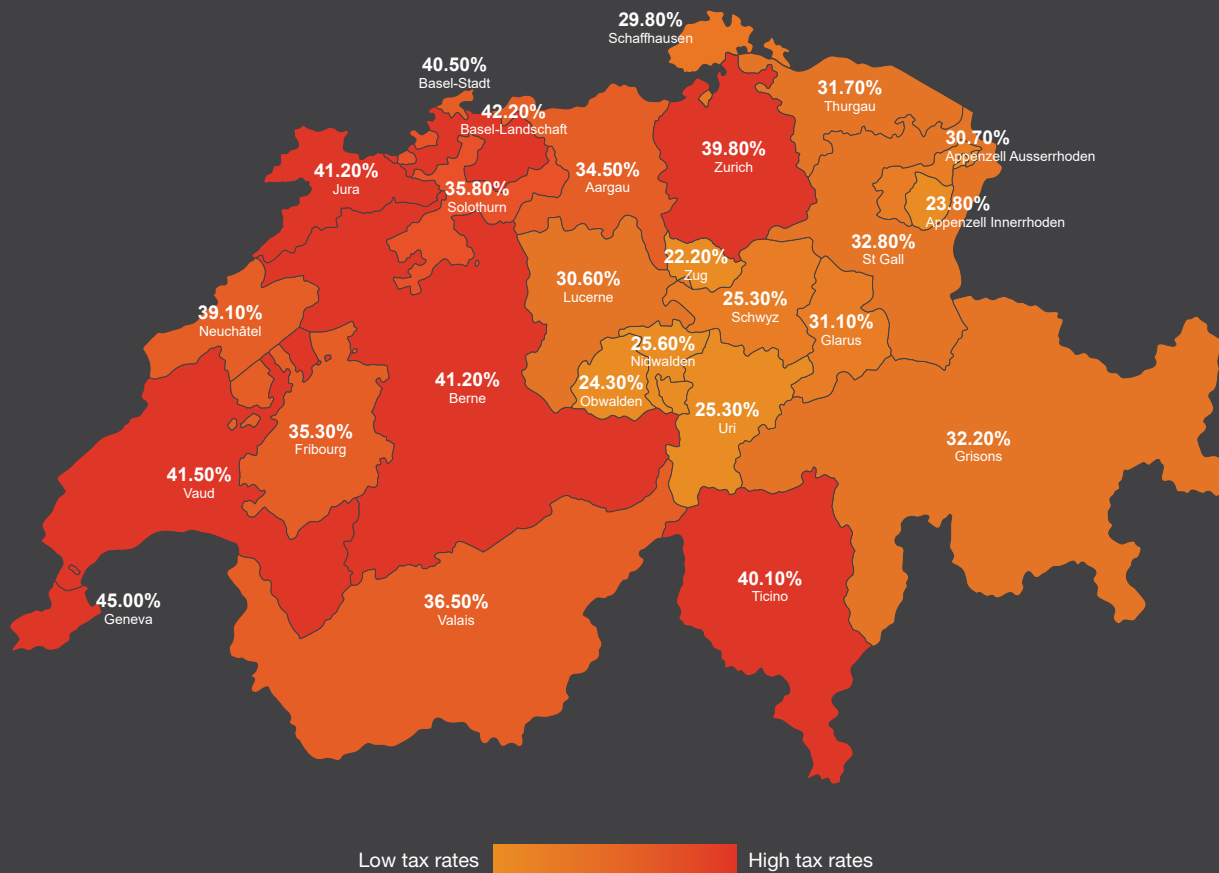 29.80%
Schaffhausen
40.50%
Basel-Stadt
42.20%
Basel-Landschaft
31.70%
Thurgau
30.70%
Appenzell Ausserrhoden
39.80%
Zurich
41.20%
Jura
35.80%
Solothurn
34.50%
Aargau
23.80%
Appenzell Innerrhoden
32.80%
St Gall
22.20%
Zug
30.60%
Lucerne
25.30%
Schwyz
39.10%
Neuchâtel
31.10%
Glarus
25.60%
Nidwalden
41.20%
Berne
24.30%
Obwalden
25.30%
Uri
35.30%
Fribourg
32.20%
Grisons
41.50%
Vaud
40.10%
Ticino
45.00%
Geneva
36.50%
Valais
Low tax rates High tax rates